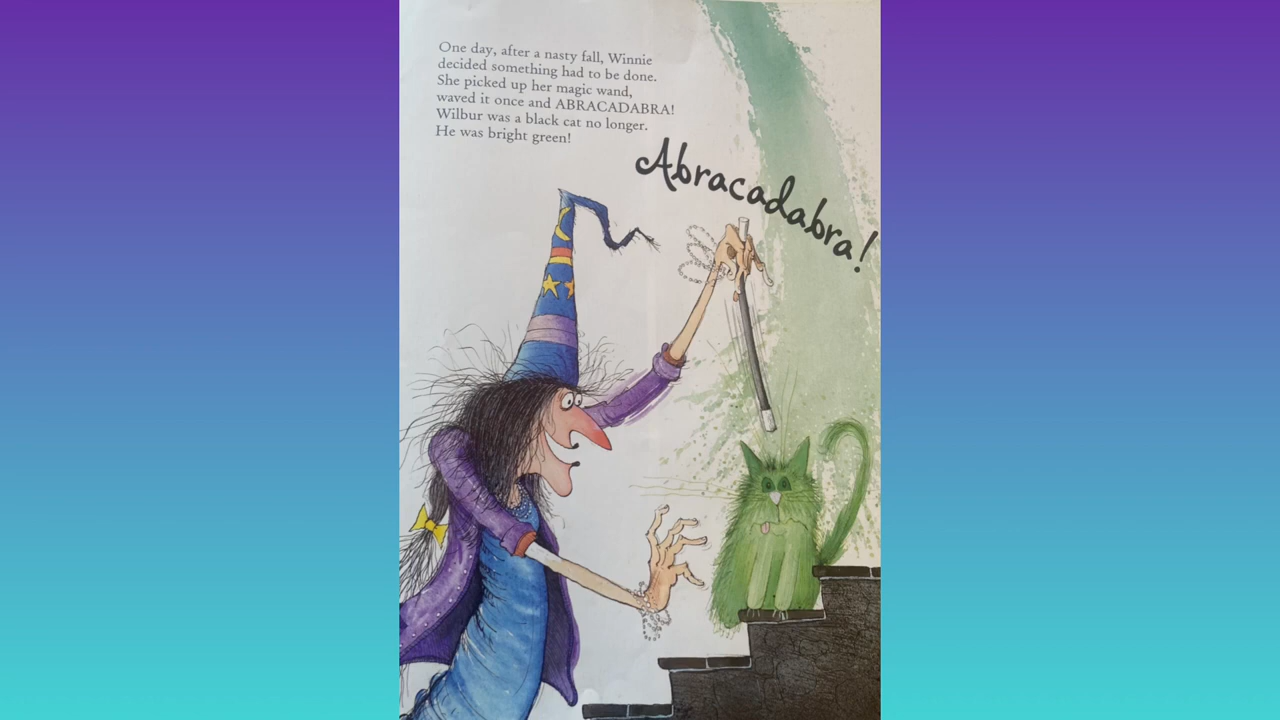 One day, after a nasty fall, Winnie
decided something had to be done.
She picked up her magic wand,
waved it once and ABRACADABRA!
Wilbur was a black cat no longer.
He was bright green!
Abracadabra!